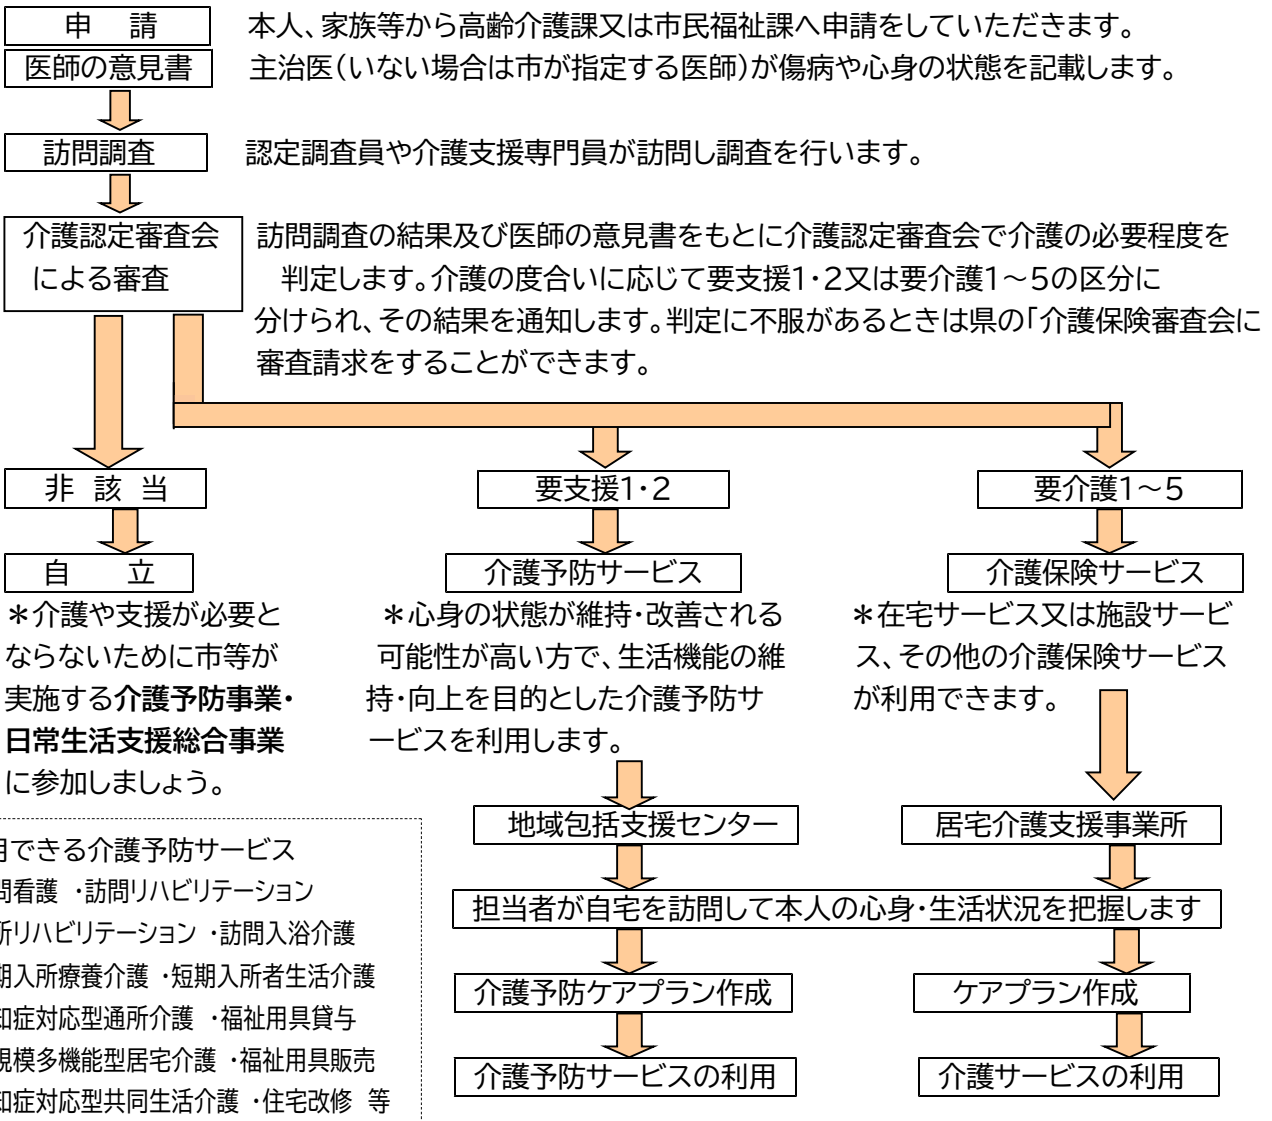 申　請　本人、家族等から高齢介護課又は市民福祉課へ申請をしていただきます。
医師の意見書　主治医(いない場合は市が指定する医師)が傷病や心身の状態を記載します。
訪問調査　認定調査員や介護支援専門員が訪問し調査を行います。
介護認定審査会
による審査
訪問調査の結果及び医師の意見書をもとに介護認定審査会で介護の必要程度を
判定します。介護の度合いに応じて要支援1・2又は要介護1～5の区分に
分けられ、その結果を通知します。判定に不服があるときは県の「介護保険審査会に
審査請求をすることができます。
非　該　当
自　立
＊介護や支援が必要と
ならないために市等が
実施する介護予防事業・
日常生活支援総合事業
に参加しましょう。
要支援1・2
介護予防サービス
＊心身の状態が維持・改善される
可能性が高い方で、生活機能の維
持・向上を目的とした介護予防サ
ービスを利用します。
要介護1～5
介護保険サービス
＊在宅サービス又は施設サービ
ス、その他の介護保険サービス
が利用できます。
地域包括支援センター
居宅介護支援事業所
担当者が自宅を訪問して本人の心身・生活状況を把握します
介護予防ケアプラン作成
ケアプラン作成
介護予防サービスの利用
介護サービスの利用
できる介護予防サービス
看護 ・訪問リハビリテーション
リハビリテーション ・訪問入浴介護
入所療養介護 ・短期入所者生活介護
症対応型通所介護 ・福祉用具貸与
規模多機能型居宅介護 ・福祉用具販売
症対応型共同生活介護 ・住宅改修 等